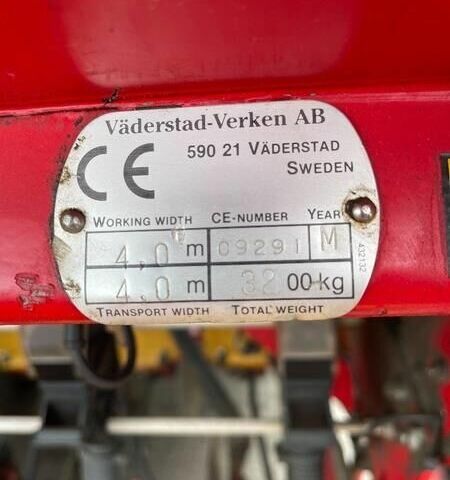 Väderstad-Verken AB
CE 590 21 VÄDERSTAD
SWEDEN
WORKING WIDTH CE-NUMBER YEAR
4,0 m 09291 M
4,0 m 3200 kg
TRANSPORT WIDTH TOTAL WEIGHT
432132